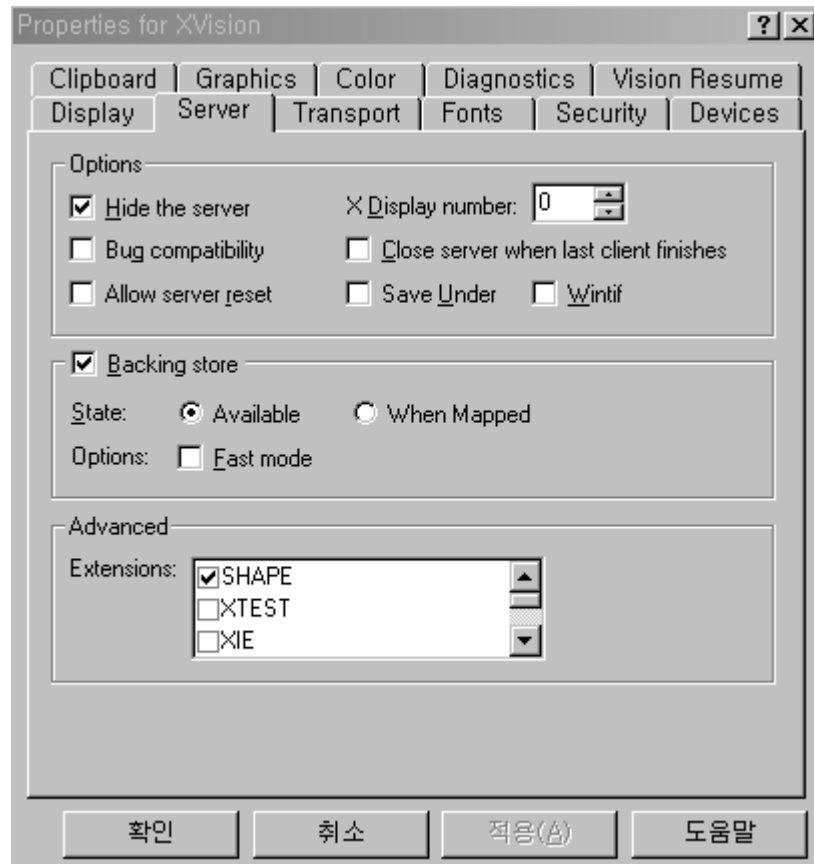 Properties for XVision
Clipboard Graphics Color Diagnostics Vision Resume
Display Server Transport Fonts Security Devices
Options
Hide the server X Display number: 0
Bug compatibility Close server when last client finishes
Allow server reset Save Under Wintif
Backing store
State: Available When Mapped
Options: Fast mode
Advanced
Extensions: SHAPE
XTEST
XIE
확인 취소 적용(A) 도움말